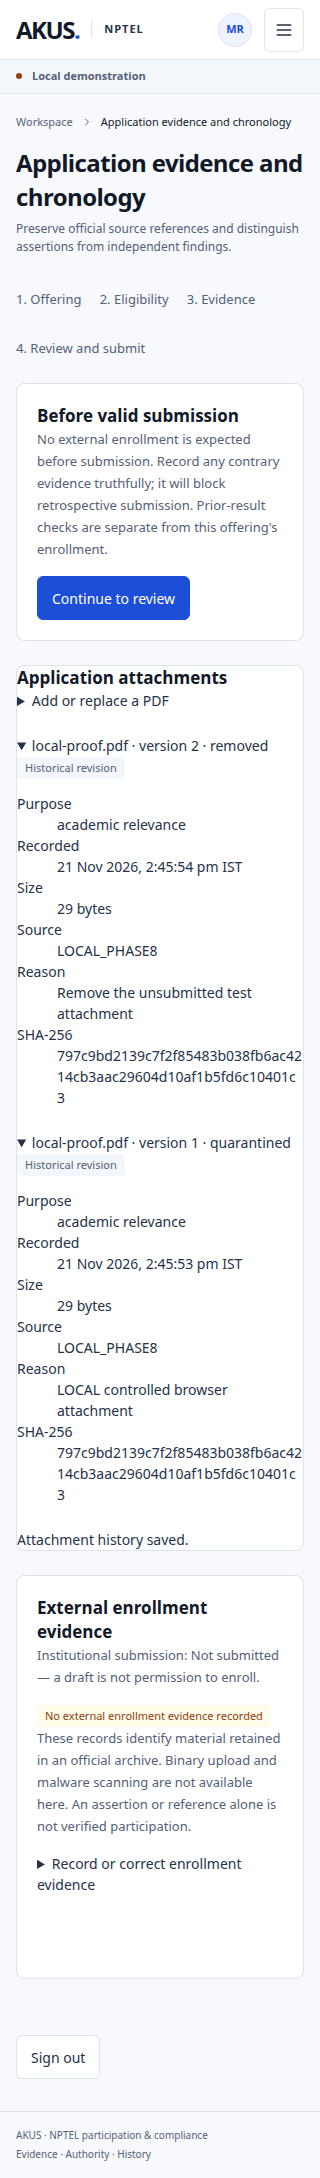 AKUS. NPTEL MR
Local demonstration
Workspace > Application evidence and chronology
Application evidence and
chronology
Preserve official source references and distinguish
assertions from independent findings.
1. Offering 2. Eligibility 3. Evidence
4. Review and submit
Before valid submission
No external enrollment is expected
before submission. Record any contrary
evidence truthfully; it will block
retrospective submission. Prior-result
checks are separate from this offering's
enrollment.
Continue to review
Application attachments
▶ Add or replace a PDF
▼ local-proof.pdf · version 2 · removed
Historical revision
Purpose
academic relevance
Recorded
21 Nov 2026, 2:45:54 pm IST
Size
29 bytes
Source
LOCAL_PHASE8
Reason
Remove the unsubmitted test
attachment
SHA-256
797c9bd2139c7f2f85483b038fb6ac42
14cb3aac29604d10af1b5fd6c10401c
3
▼ local-proof.pdf · version 1 · quarantined
Historical revision
Purpose
academic relevance
Recorded
21 Nov 2026, 2:45:53 pm IST
Size
29 bytes
Source
LOCAL_PHASE8
Reason
LOCAL controlled browser
attachment
SHA-256
797c9bd2139c7f2f85483b038fb6ac42
14cb3aac29604d10af1b5fd6c10401c
3
Attachment history saved.
External enrollment
evidence
Institutional submission: Not submitted
— a draft is not permission to enroll.
No external enrollment evidence recorded
These records identify material retained
in an official archive. Binary upload and
malware scanning are not available
here. An assertion or reference alone is
not verified participation.
▶ Record or correct enrollment
evidence
Sign out
AKUS · NPTEL participation & compliance
Evidence · Authority · History